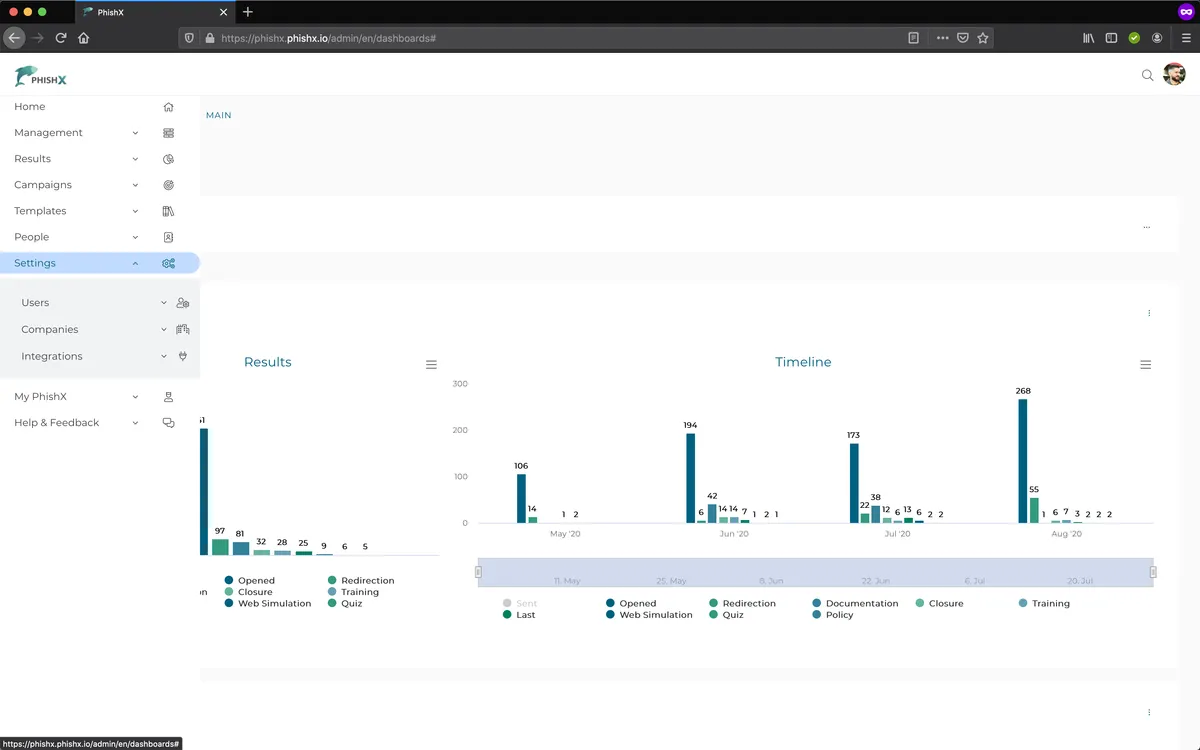 PhishX
https://phishx.phishx.io/admin/en/dashboards#
PHISHX
Home
MAIN
Management
Results
Campaigns
Templates
People
Settings
Users
Companies
Integrations
My PhishX
Help & Feedback
Results
97 81 32 28 25 9 6 5
Opened Redirection
Closure Training
Web Simulation Quiz
Timeline
300
200
100
0
106 14 1 2
194 6 42 14 14 7 1 2 1
173 22 38 12 6 13 6 2 2
268 55 1 6 7 3 2 2 2
May '20 Jun '20 Jul '20 Aug '20
11. May 25. May 8. Jun 22. Jun 6. Jul 20. Jul
Sent Opened Redirection Documentation Closure Training
Last Web Simulation Quiz Policy
https://phishx.phishx.io/admin/en/dashboards#